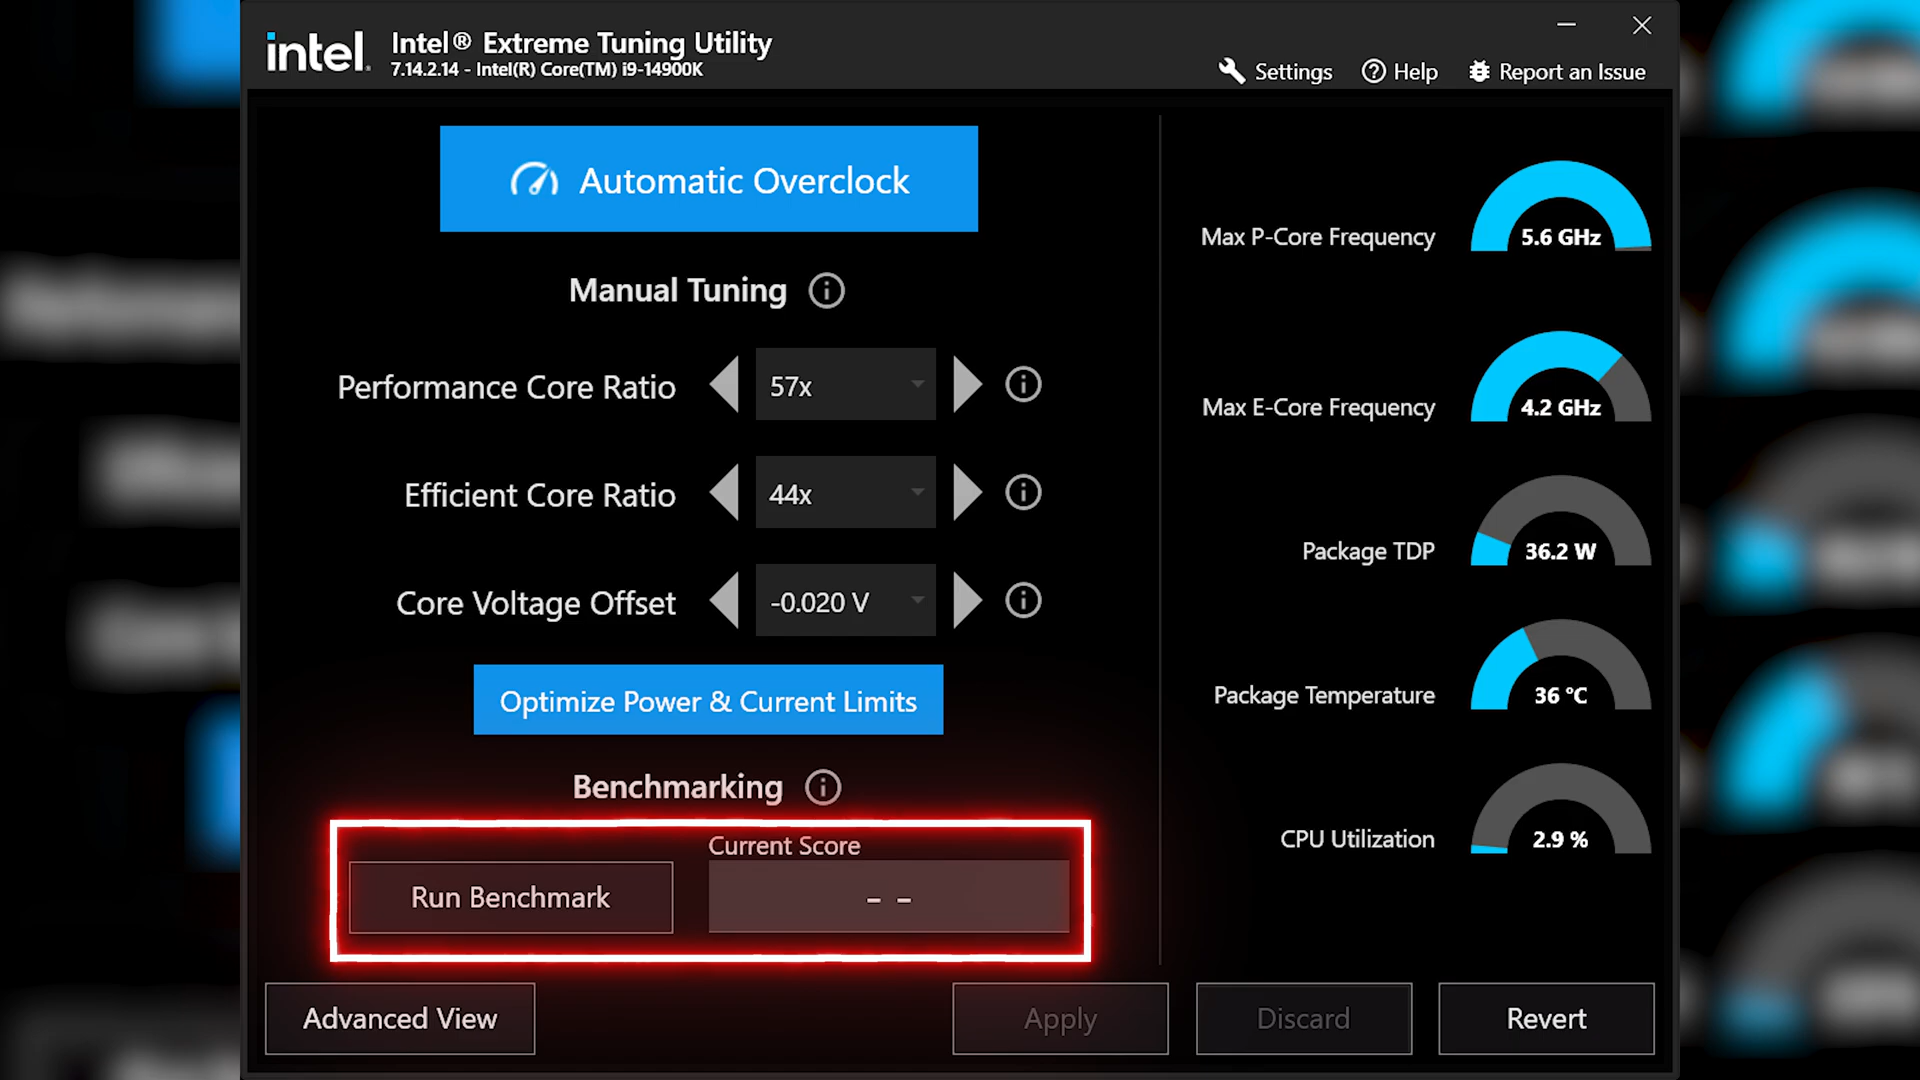 intel.
Intel® Extreme Tuning Utility
7.14.2.14 - Intel(R) Core(TM) i9-14900K
Settings
Help
Report an Issue
Automatic Overclock
Manual Tuning
Performance Core Ratio
57x
Efficient Core Ratio
44x
Core Voltage Offset
-0.020 V
Optimize Power & Current Limits
Benchmarking
Run Benchmark
Current Score
- -
Max P-Core Frequency
5.6 GHz
Max E-Core Frequency
4.2 GHz
Package TDP
36.2 W
Package Temperature
36 °C
CPU Utilization
2.9 %
Advanced View
Apply
Discard
Revert